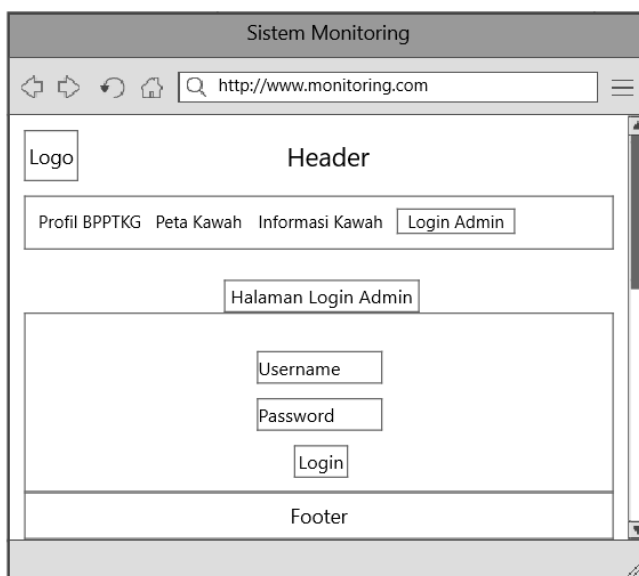 Sistem Monitoring
http://www.monitoring.com
Logo
Header
Profil BPPTKG Peta Kawah Informasi Kawah Login Admin
Halaman Login Admin
Username
Password
Login
Footer